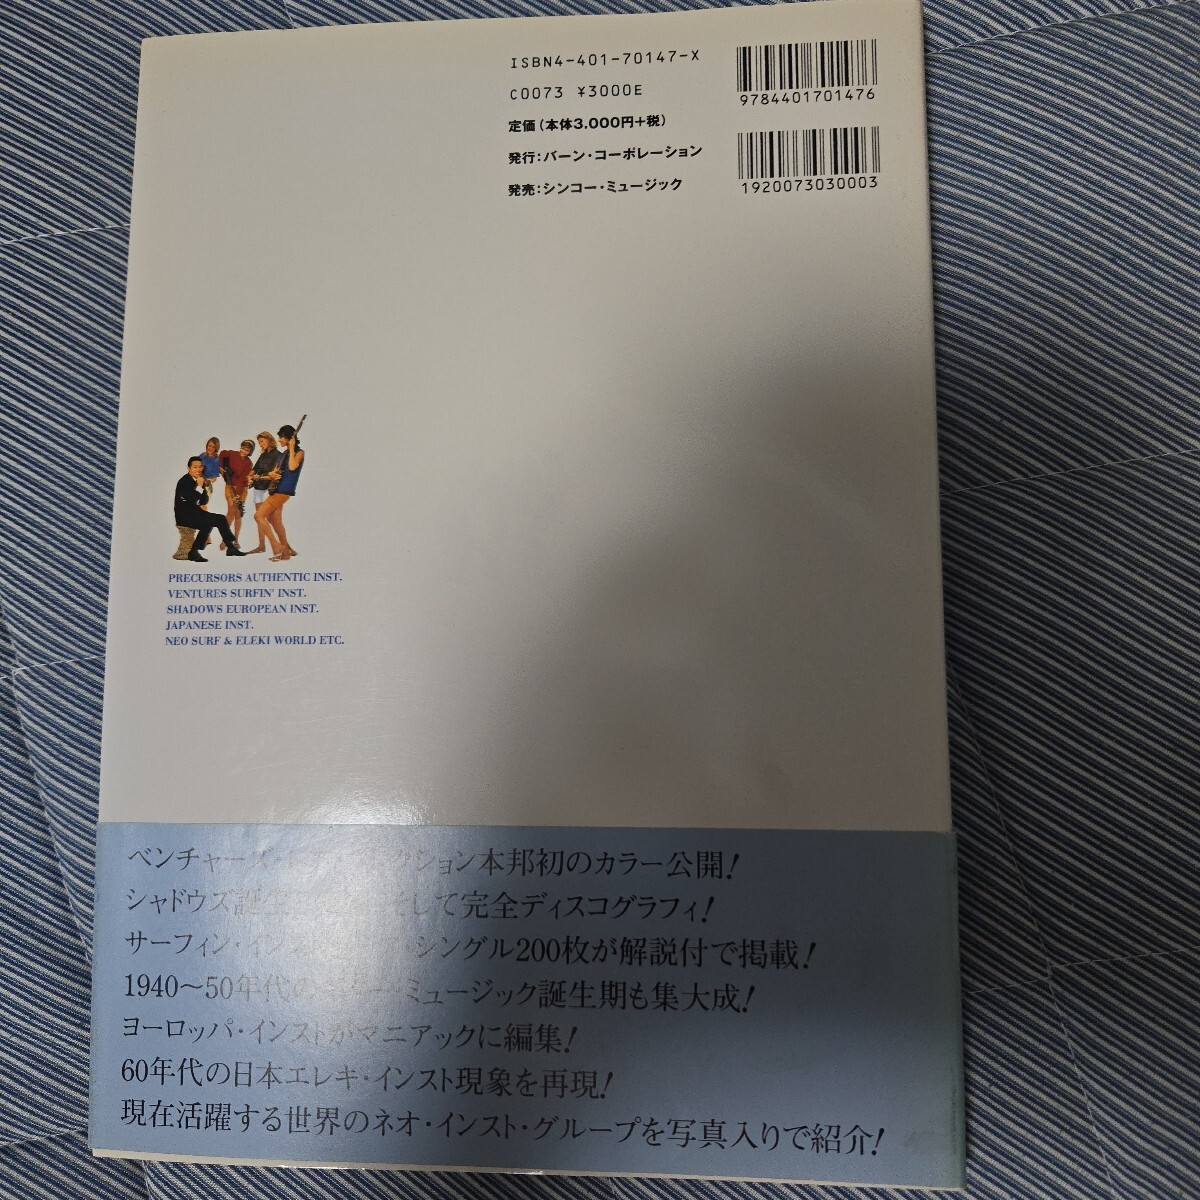 ISBN4-401-70147-X
C0073 ¥3000E
定価(本体3.000円+税)
発行:バーン・コーポレーション
発売:シンコー・ミュージック
9784401701476
1920073030003
PRECURSORS AUTHENTIC INST.
VENTURES SURFIN' INST.
SHADOWS EUROPEAN INST.
JAPANESE INST.
NEO SURF & ELEKI WORLD ETC.
ベンチャーズ・クション本邦初のカラー公開!
シャドウズ誕生そして完全ディスコグラフィ!
サーフィン・インシングル200枚が解説付で掲載!
1940〜50年代のギター・ミュージック誕生期も集大成!
ヨーロッパ・インストがマニアックに編集!
60年代の日本エレキ・インスト現象を再現!
現在活躍する世界のネオ・インスト・グループを写真入りで紹介!